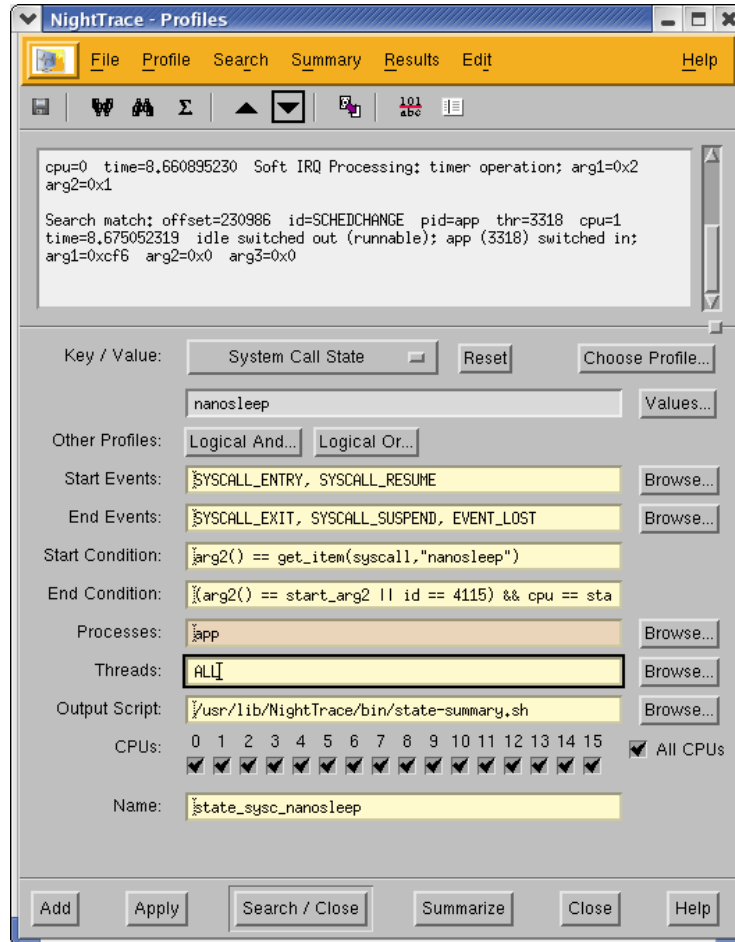 NightTrace - Profiles
File Profile Search Summary Results Edit Help
Σ 101 abc
cpu=0 time=8.660895230 Soft IRQ Processing: timer operation; arg1=0x2
arg2=0x1
Search match: offset=230986 id=SCHEDCHANGE pid=app thr=3318 cpu=1
time=8.675052319 idle switched out (runnable); app (3318) switched in;
arg1=0xcf6 arg2=0x0 arg3=0x0
Key / Value: System Call State Reset Choose Profile...
nanosleep Values...
Other Profiles: Logical And... Logical Or...
Start Events: SYSCALL_ENTRY, SYSCALL_RESUME Browse...
End Events: SYSCALL_EXIT, SYSCALL_SUSPEND, EVENT_LOST Browse...
Start Condition: arg2() == get_item(syscall,"nanosleep")
End Condition: (arg2() == start_arg2 || id == 4115) && cpu == sta
Processes: app Browse...
Threads: ALL Browse...
Output Script: /usr/lib/NightTrace/bin/state-summary.sh Browse...
CPUs: 0 1 2 3 4 5 6 7 8 9 10 11 12 13 14 15 All CPUs
Name: state_sysc_nanosleep
Add Apply Search / Close Summarize Close Help